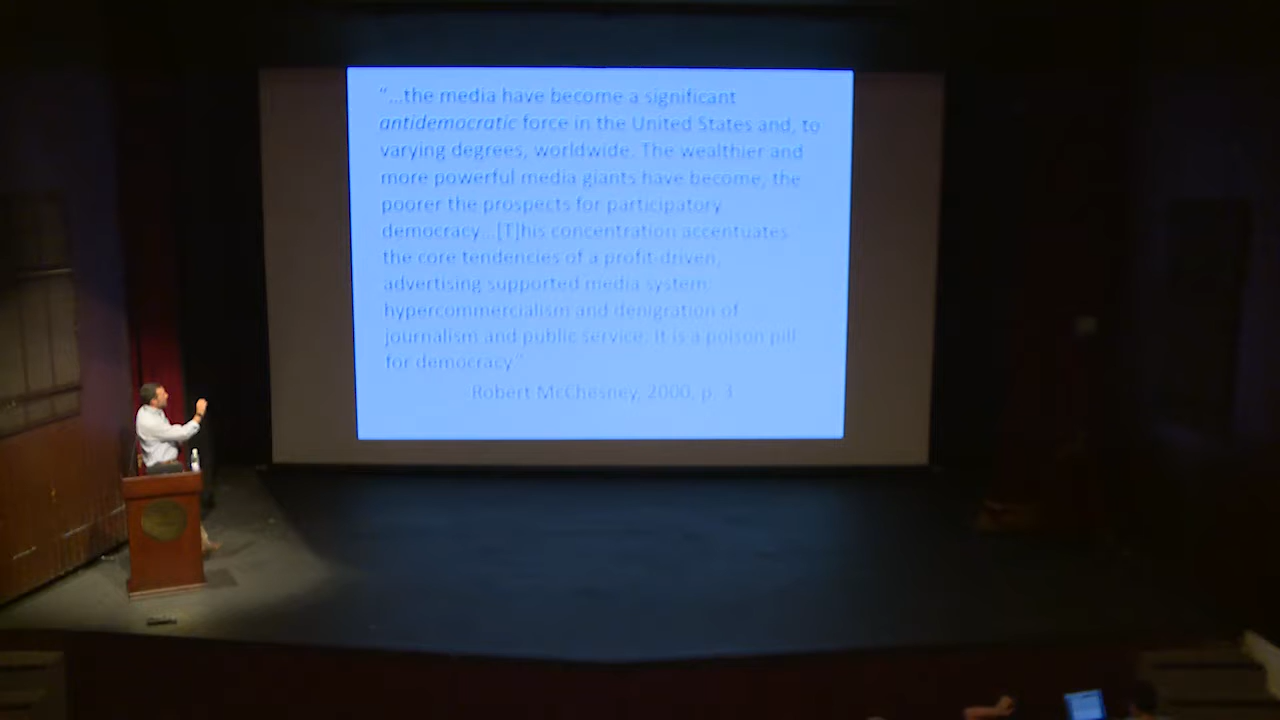 "...the media have become a significant
antidemocratic force in the United States and, to
varying degrees, worldwide. The wealthier and
more powerful media giants have become, the
poorer the prospects for participatory
democracy...[T]his concentration accentuates
the core tendencies of a profit-driven,
advertising supported media system:
hypercommercialism and denigration of
journalism and public service. It is a poison pill
for democracy"
-Robert McChesney, 2000, p. 3